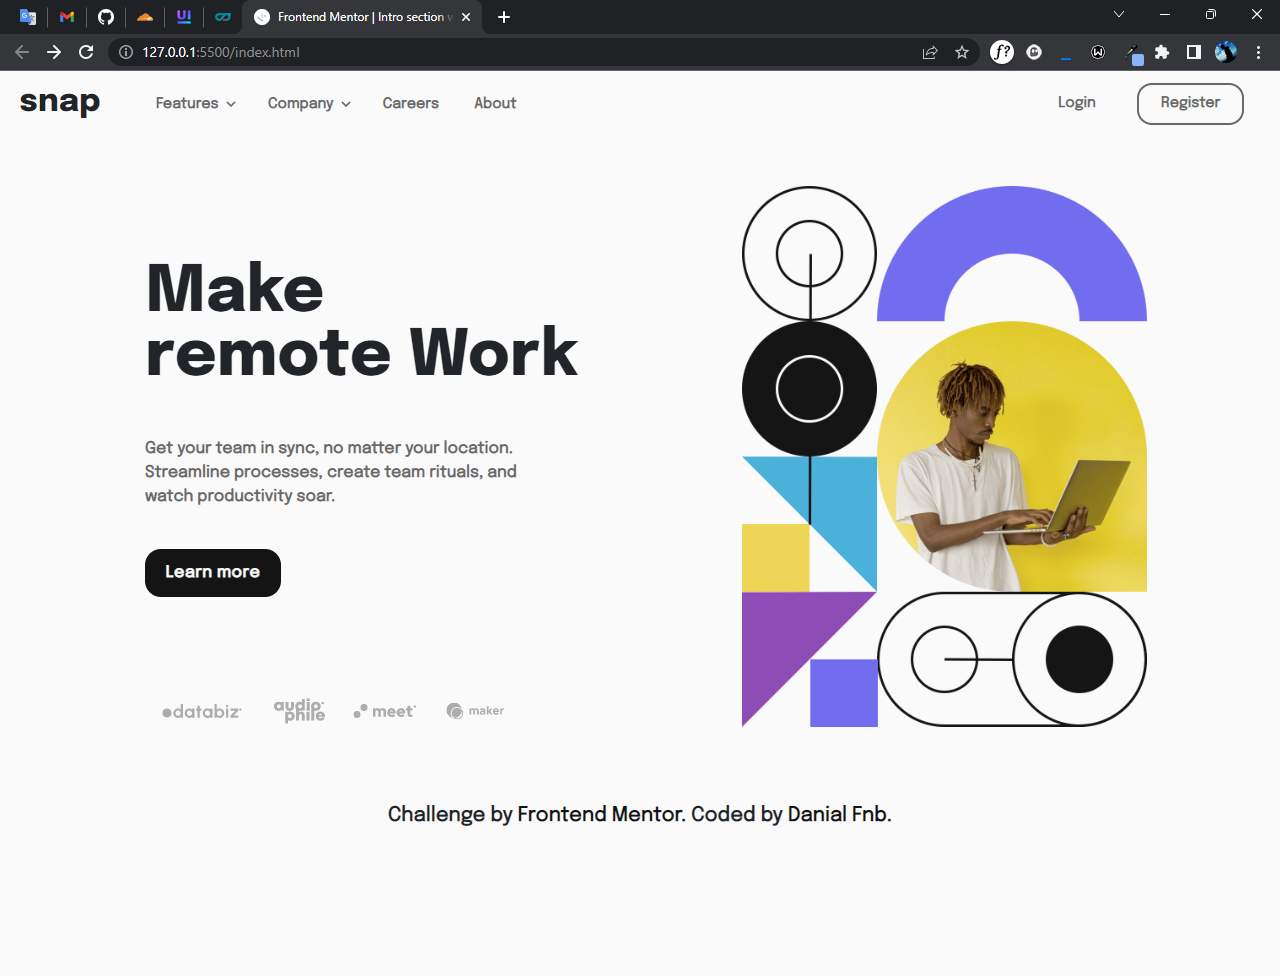 Frontend Mentor | Intro section w
127.0.0.1:5500/index.html
snap
Features
Company
Careers
About
Login
Register
Make
remote Work
Get your team in sync, no matter your location.
Streamline processes, create team rituals, and
watch productivity soar.
Learn more
databiz
audio
phile
meet
maker
Challenge by Frontend Mentor. Coded by Danial Fnb.